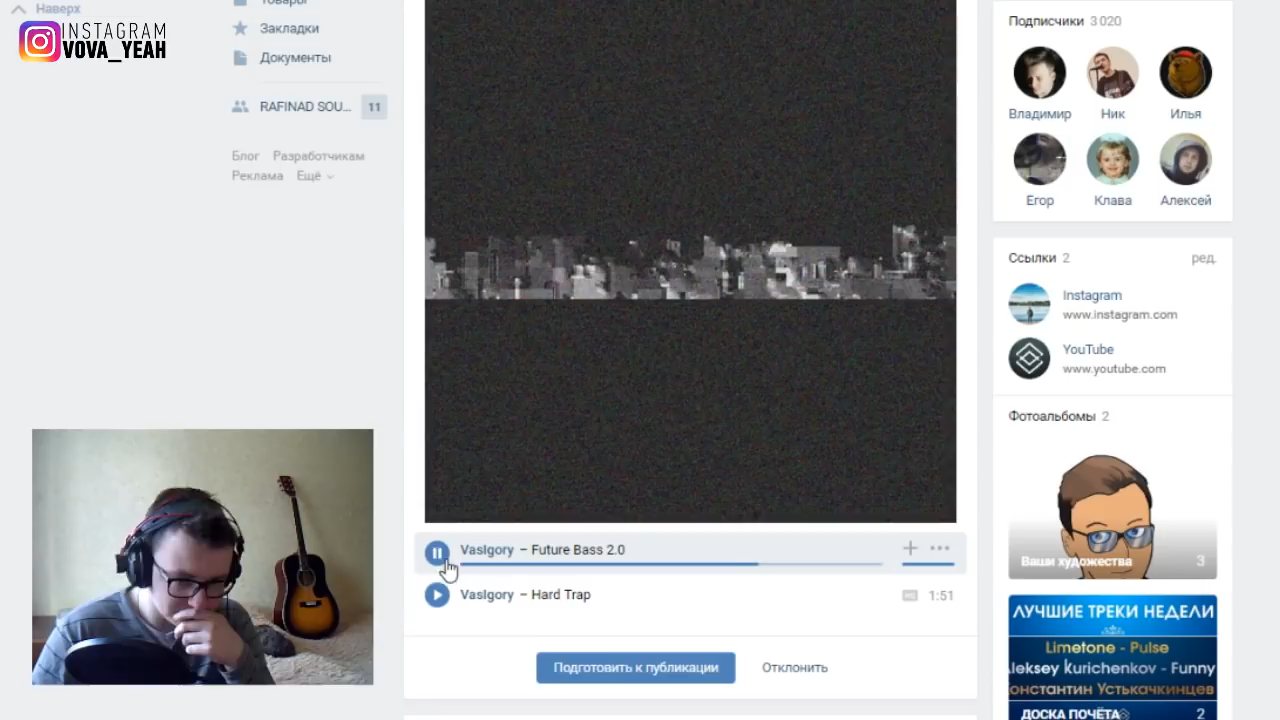 Наверх
INSTAGRAM
VOVA_YEAH
Товары
Закладки
Документы
RAFINAD SOU... 11
Блог Разработчикам
Реклама Ещё
VasIgory – Future Bass 2.0
VasIgory – Hard Trap
HQ 1:51
Подготовить к публикации Отклонить
Подписчики 3 020
Владимир Ник Илья
Егор Клава Алексей
Ссылки 2 ред.
Instagram
www.instagram.com
YouTube
www.youtube.com
Фотоальбомы 2
Ваши художества 3
ЛУЧШИЕ ТРЕКИ НЕДЕЛИ
Limetone - Pulse
leksey Kurichenkov - Funny
онстантин Устькачкинцев
ДОСКА ПОЧЁТА 2